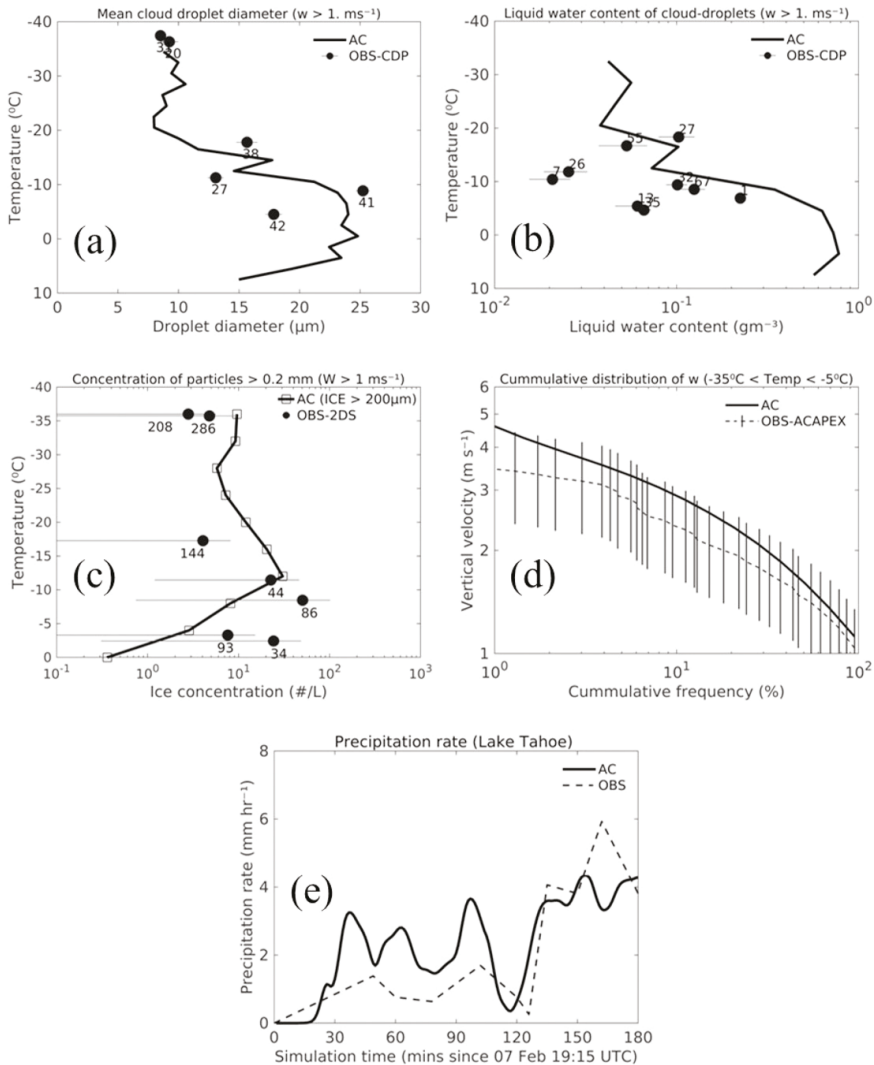 Mean cloud droplet diameter (w > 1. ms⁻¹)
-40
-30
-20
-10
0
10
Temperature (⁰C)
AC
OBS-CDP
20
38
27
41
42
(a)
0
5
10
15
20
25
30
Droplet diameter (μm)
Liquid water content of cloud-droplets (w > 1. ms⁻¹)
-40
-30
-20
-10
0
10
Temperature (⁰C)
AC
OBS-CDP
27
55
26
7
32
57
1
13
35
(b)
10⁻²
10⁻¹
10⁰
Liquid water content (gm⁻³)
Concentration of particles > 0.2 mm (W > 1 ms⁻¹)
-40
-35
-30
-25
-20
-15
-10
-5
0
Temperature (⁰C)
AC (ICE > 200μm)
OBS-2DS
208
286
144
44
86
93
34
(c)
10⁻¹
10⁰
10¹
10²
10³
Ice concentration (#/L)
Cummulative distribution of w (-35⁰C < Temp < -5⁰C)
6
5
4
3
2
1
Vertical velocity (m s⁻¹)
AC
OBS-ACAPEX
(d)
10⁰
10¹
10²
Cummulative frequency (%)
Precipitation rate (Lake Tahoe)
8
6
4
2
0
Precipitation rate (mm hr⁻¹)
AC
OBS
(e)
0
30
60
90
120
150
180
Simulation time (mins since 07 Feb 19:15 UTC)